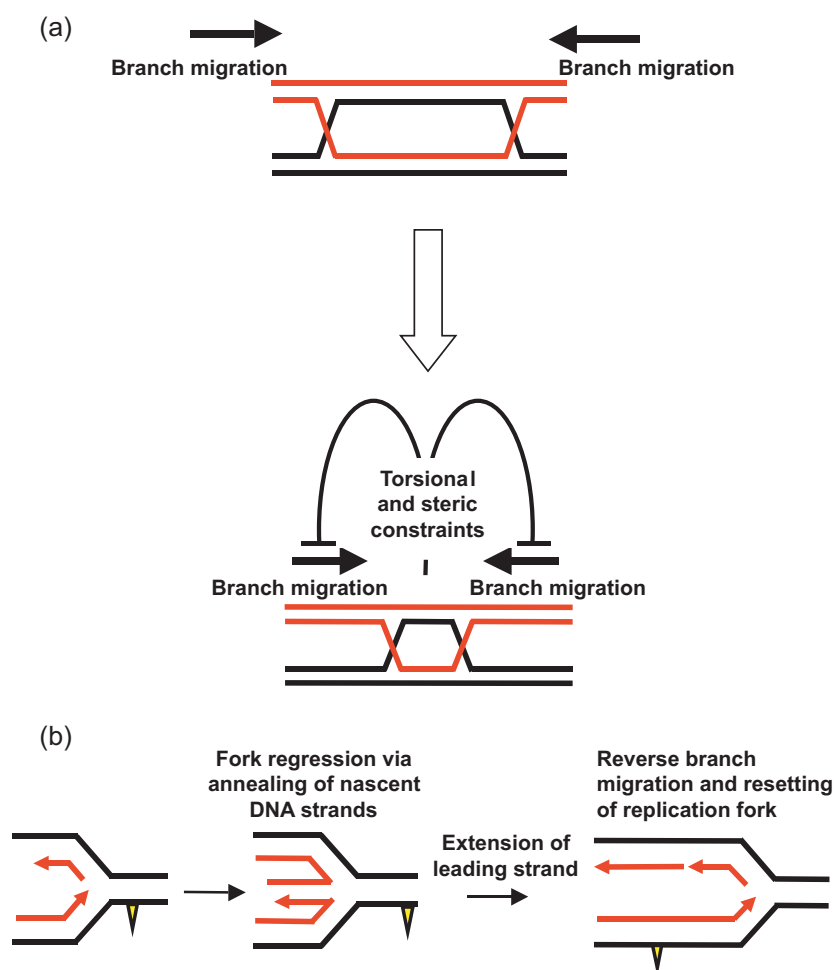 (a)
Branch migration
Branch migration
Torsional
and steric
constraints
Branch migration
Branch migration
(b)
Fork regression via
annealing of nascent
DNA strands
Extension of
leading strand
Reverse branch
migration and resetting
of replication fork